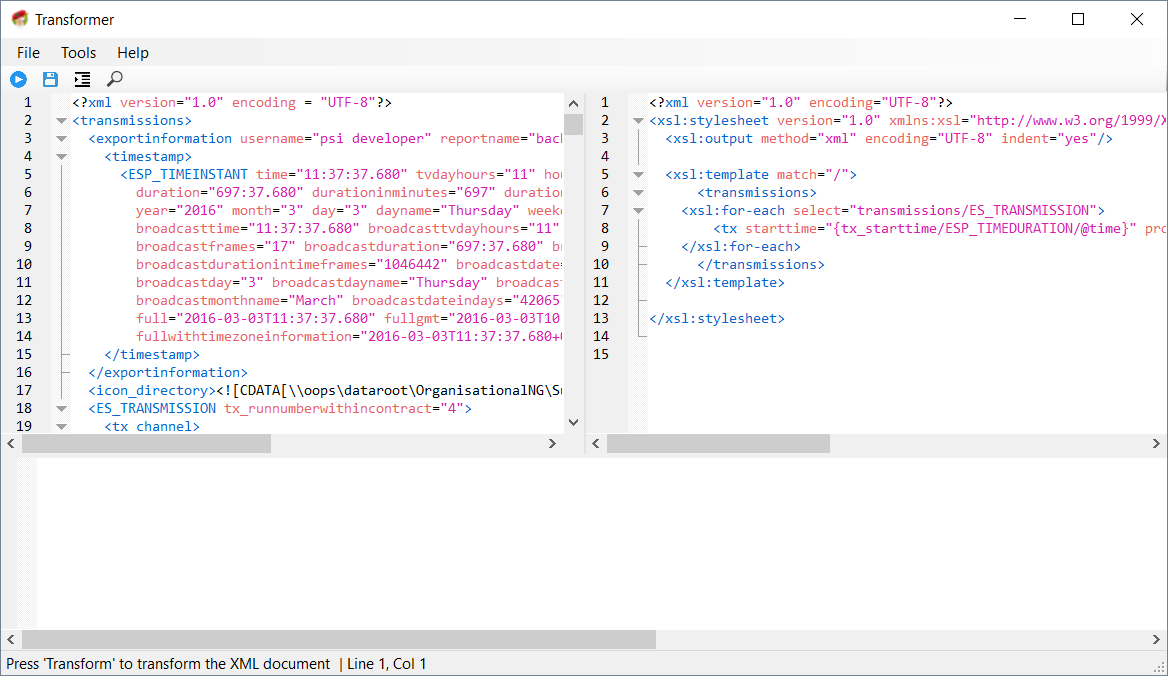 Transformer
File Tools Help
1 <?xml version="1.0" encoding = "UTF-8"?>
2 <transmissions>
3 <exportinformation username="psi developer" reportname="bac
4 <timestamp>
5 <ESP_TIMEINSTANT time="11:37:37.680" tvdayhours="11" ho
6 duration="697:37.680" durationinminutes="697" duration
7 year="2016" month="3" day="3" dayname="Thursday" week
8 broadcasttime="11:37:37.680" broadcasttvdayhours="11"
9 broadcastframes="17" broadcastduration="697:37.680" b
10 broadcastdurationintimeframes="1046442" broadcastdate=
11 broadcastday="3" broadcastdayname="Thursday" broadcast
12 broadcastmonthname="March" broadcastdateindays="42065
13 full="2016-03-03T11:37:37.680" fullgmt="2016-03-03T10
14 fullwithtimezoneinformation="2016-03-03T11:37:37.680+
15 </timestamp>
16 </exportinformation>
17 <icon_directory><![CDATA[\\oops\dataroot\OrganisationalNG\S
18 <ES_TRANSMISSION tx_runnumberwithincontract="4">
19 <tx_channel>
1 <?xml version="1.0" encoding="UTF-8"?>
2 <xsl:stylesheet version="1.0" xmlns:xsl="http://www.w3.org/1999/X
3 <xsl:output method="xml" encoding="UTF-8" indent="yes"/>
4
5 <xsl:template match="/">
6 <transmissions>
7 <xsl:for-each select="transmissions/ES_TRANSMISSION">
8 <tx starttime="{tx_starttime/ESP_TIMEDURATION/@time}" pro
9 </xsl:for-each>
10 </transmissions>
11 </xsl:template>
12
13 </xsl:stylesheet>
14
15
Press 'Transform' to transform the XML document | Line 1, Col 1